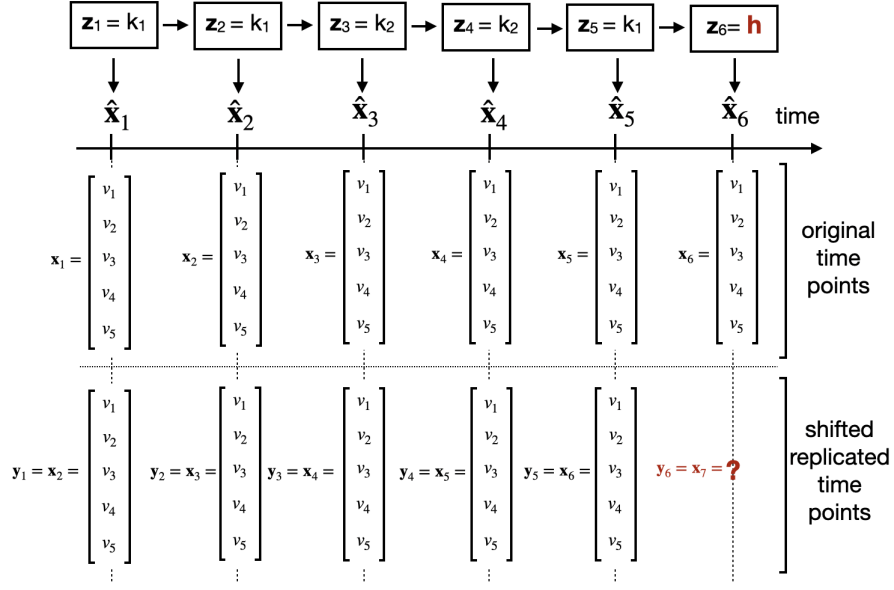 z₁ = k₁ z₂ = k₁ z₃ = k₂ z₄ = k₂ z₅ = k₁ z₆= h
x̂₁ x̂₂ x̂₃ x̂₄ x̂₅ x̂₆ time
x₁ = [v₁ v₂ v₃ v₄ v₅]
x₂ = [v₁ v₂ v₃ v₄ v₅]
x₃ = [v₁ v₂ v₃ v₄ v₅]
x₄ = [v₁ v₂ v₃ v₄ v₅]
x₅ = [v₁ v₂ v₃ v₄ v₅]
x₆ = [v₁ v₂ v₃ v₄ v₅]
original
time
points
y₁ = x₂ = [v₁ v₂ v₃ v₄ v₅]
y₂ = x₃ = [v₁ v₂ v₃ v₄ v₅]
y₃ = x₄ = [v₁ v₂ v₃ v₄ v₅]
y₄ = x₅ = [v₁ v₂ v₃ v₄ v₅]
y₅ = x₆ = [v₁ v₂ v₃ v₄ v₅]
y₆ = x₇ = ?
shifted
replicated
time
points